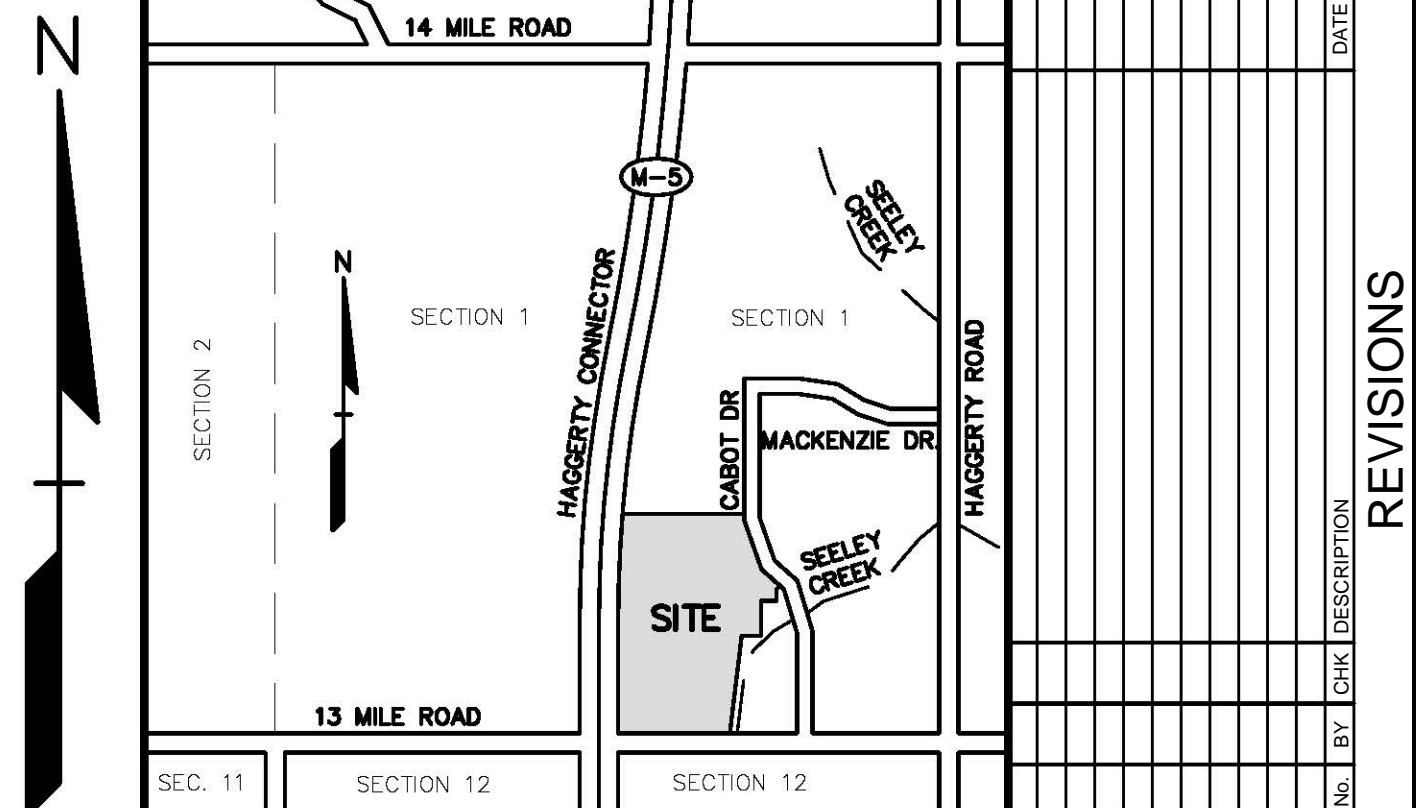 N
14 MILE ROAD
M-5
SEELEY
CREEK
N
HAGGERTY CONNECTOR
SECTION 1
SECTION 1
SECTION 2
HAGGERTY ROAD
CABOT DR
MACKENZIE DR.
SEELEY
CREEK
SITE
13 MILE ROAD
SEC. 11
SECTION 12
SECTION 12
DATE
DESCRIPTION
CHK
BY
No.
REVISIONS